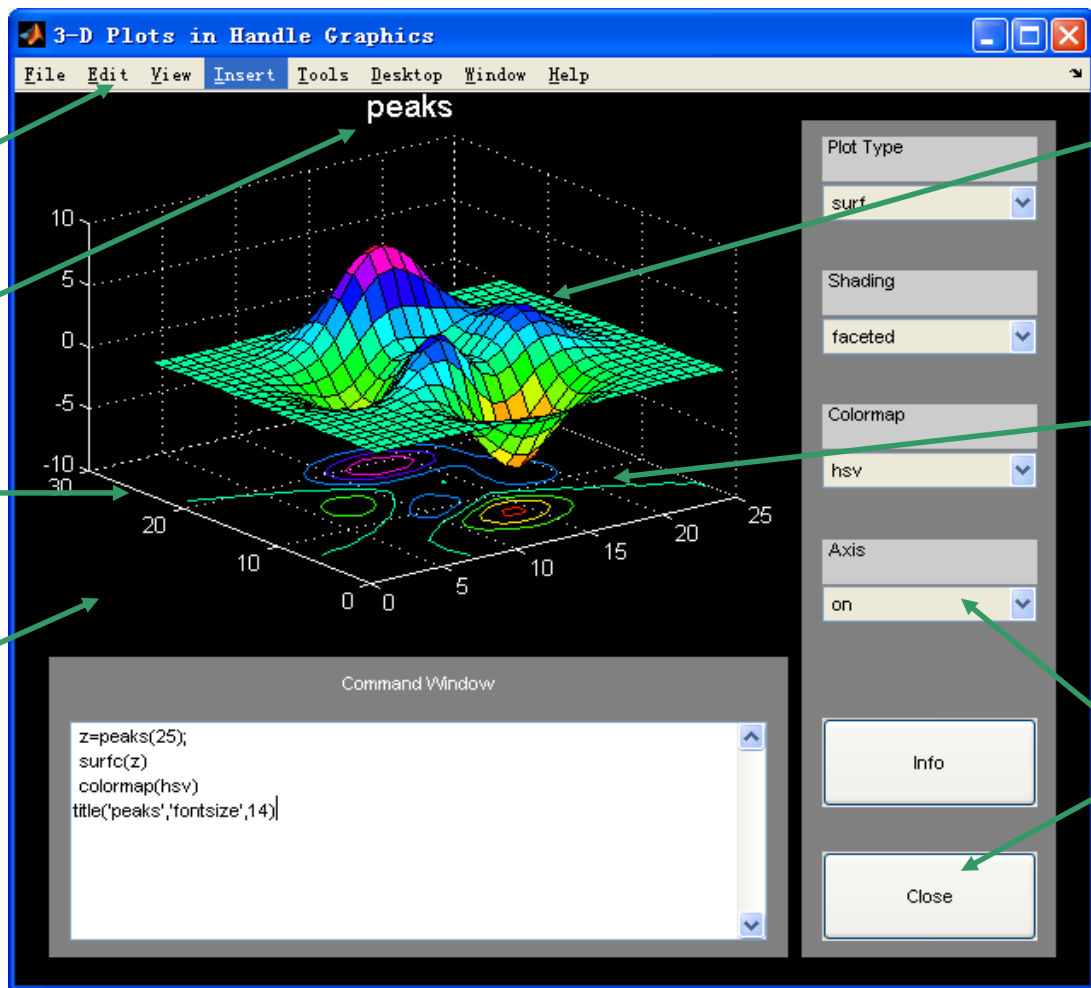 3-D Plots in Handle Graphics
File Edit View Insert Tools Desktop Window Help
peaks
10
5
0
-5
-10
30
20
10
0
0
5
10
15
20
25
Plot Type
surf
Shading
faceted
Colormap
hsv
Axis
on
Info
Close
Command Window
z=peaks(25);
surfc(z)
colormap(hsv)
title('peaks','fontsize',14)